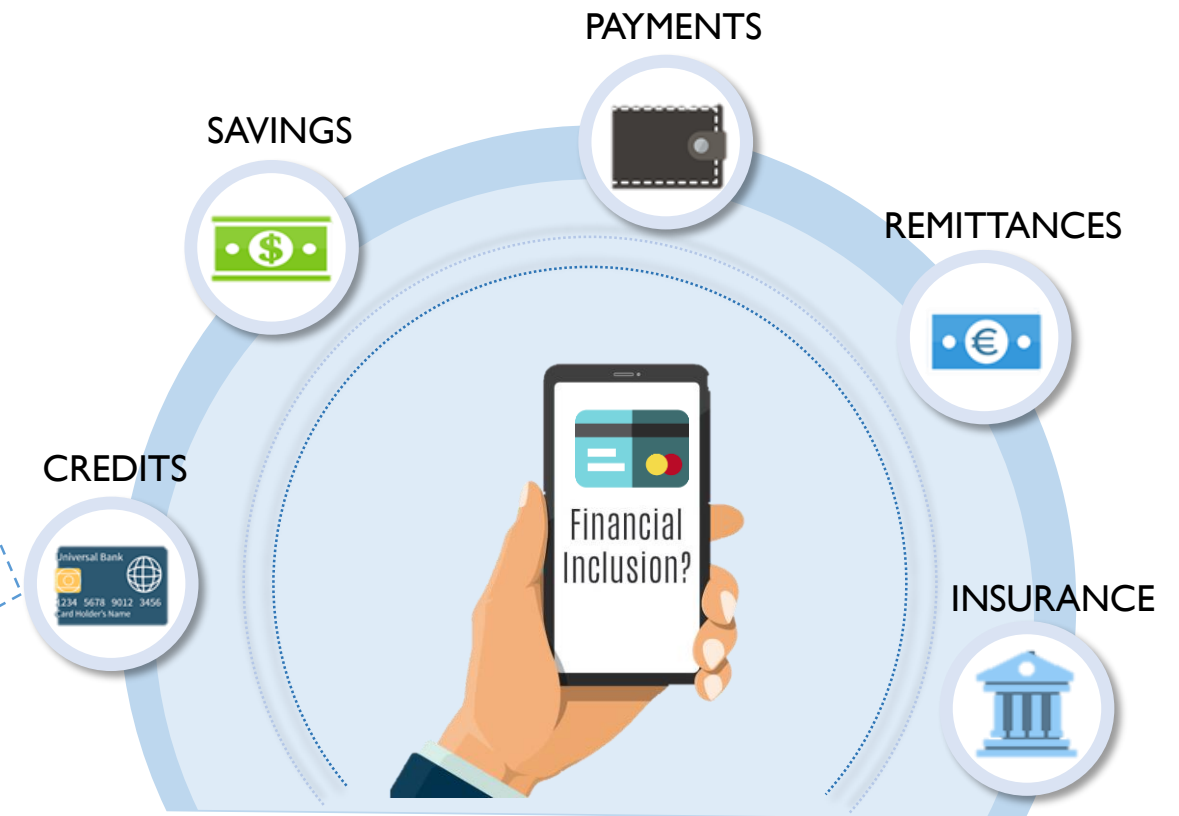 PAYMENTS
SAVINGS
REMITTANCES
CREDITS
Financial
Inclusion?
Universal Bank
1234 5678 9012 3456
Card Holder's Name
INSURANCE